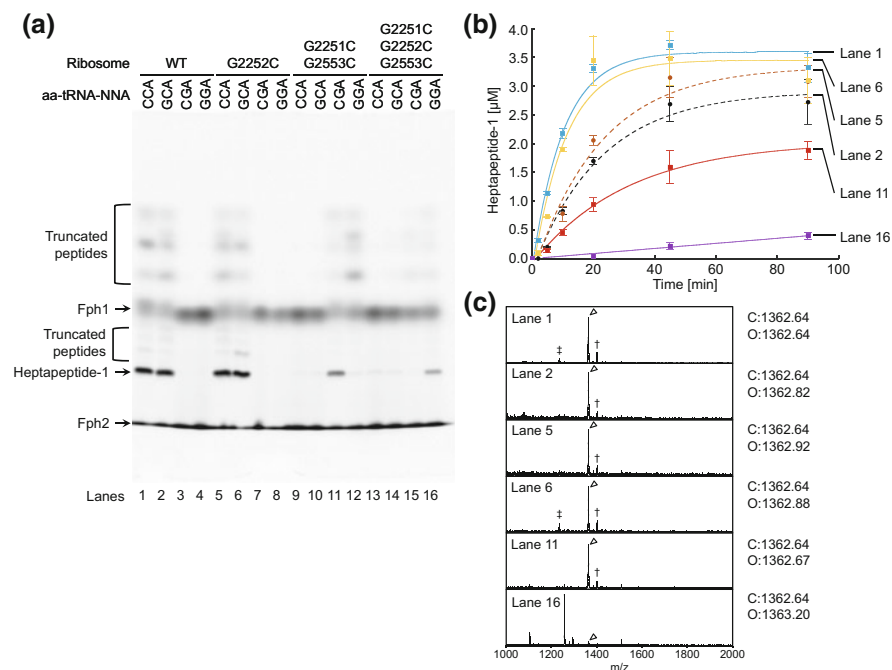 (a)
Ribosome WT G2252C G2251C G2553C G2251C G2252C G2553C
aa-tRNA-NNA CCA GCA CGA GGA CCA GCA CGA GGA CCA GCA CGA GGA CCA GCA CGA GGA
Truncated peptides
Fph1
Truncated peptides
Heptapeptide-1
Fph2
Lanes 1 2 3 4 5 6 7 8 9 10 11 12 13 14 15 16
(b)
Heptapeptide-1 [μM]
4.0
3.5
3.0
2.5
2.0
1.5
1.0
0.5
0.0
0 20 40 60 80 100
Time [min]
Lane 1
Lane 6
Lane 5
Lane 2
Lane 11
Lane 16
(c)
Lane 1 ‡ † C:1362.64
O:1362.64
Lane 2 † C:1362.64
O:1362.82
Lane 5 † C:1362.64
O:1362.92
Lane 6 ‡ † C:1362.64
O:1362.88
Lane 11 † C:1362.64
O:1362.67
Lane 16 C:1362.64
O:1363.20
1000 1200 1400 1600 1800 2000
m/z